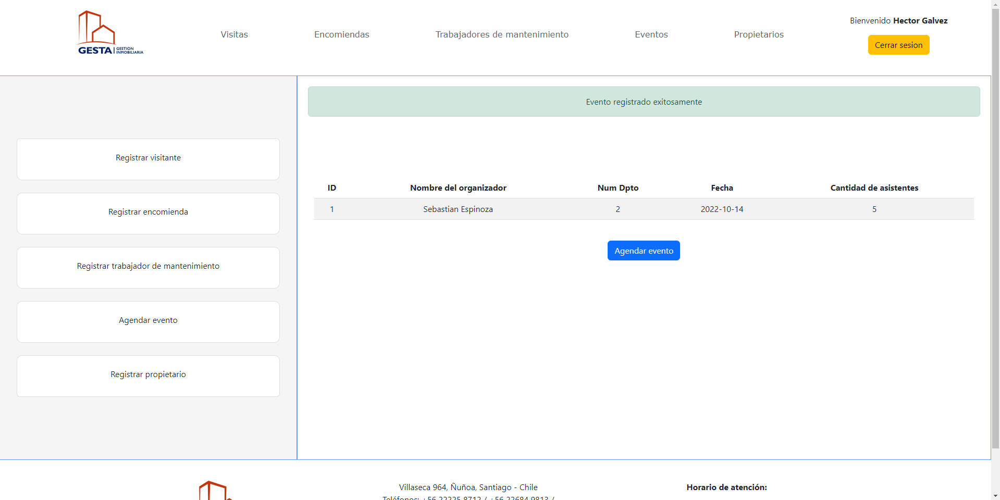 GESTA | GESTION INMOBILIARIA
Visitas
Encomiendas
Trabajadores de mantenimiento
Eventos
Propietarios
Bienvenido Hector Galvez
Cerrar sesion
Registrar visitante
Registrar encomienda
Registrar trabajador de mantenimiento
Agendar evento
Registrar propietario
Evento registrado exitosamente
ID Nombre del organizador Num Dpto Fecha Cantidad de asistentes
1 Sebastian Espinoza 2 2022-10-14 5
Agendar evento
Villaseca 964, Ñuñoa, Santiago - Chile
Teléfonos: +56 22225 8712 / +56 22684 9813 /
Horario de atención: